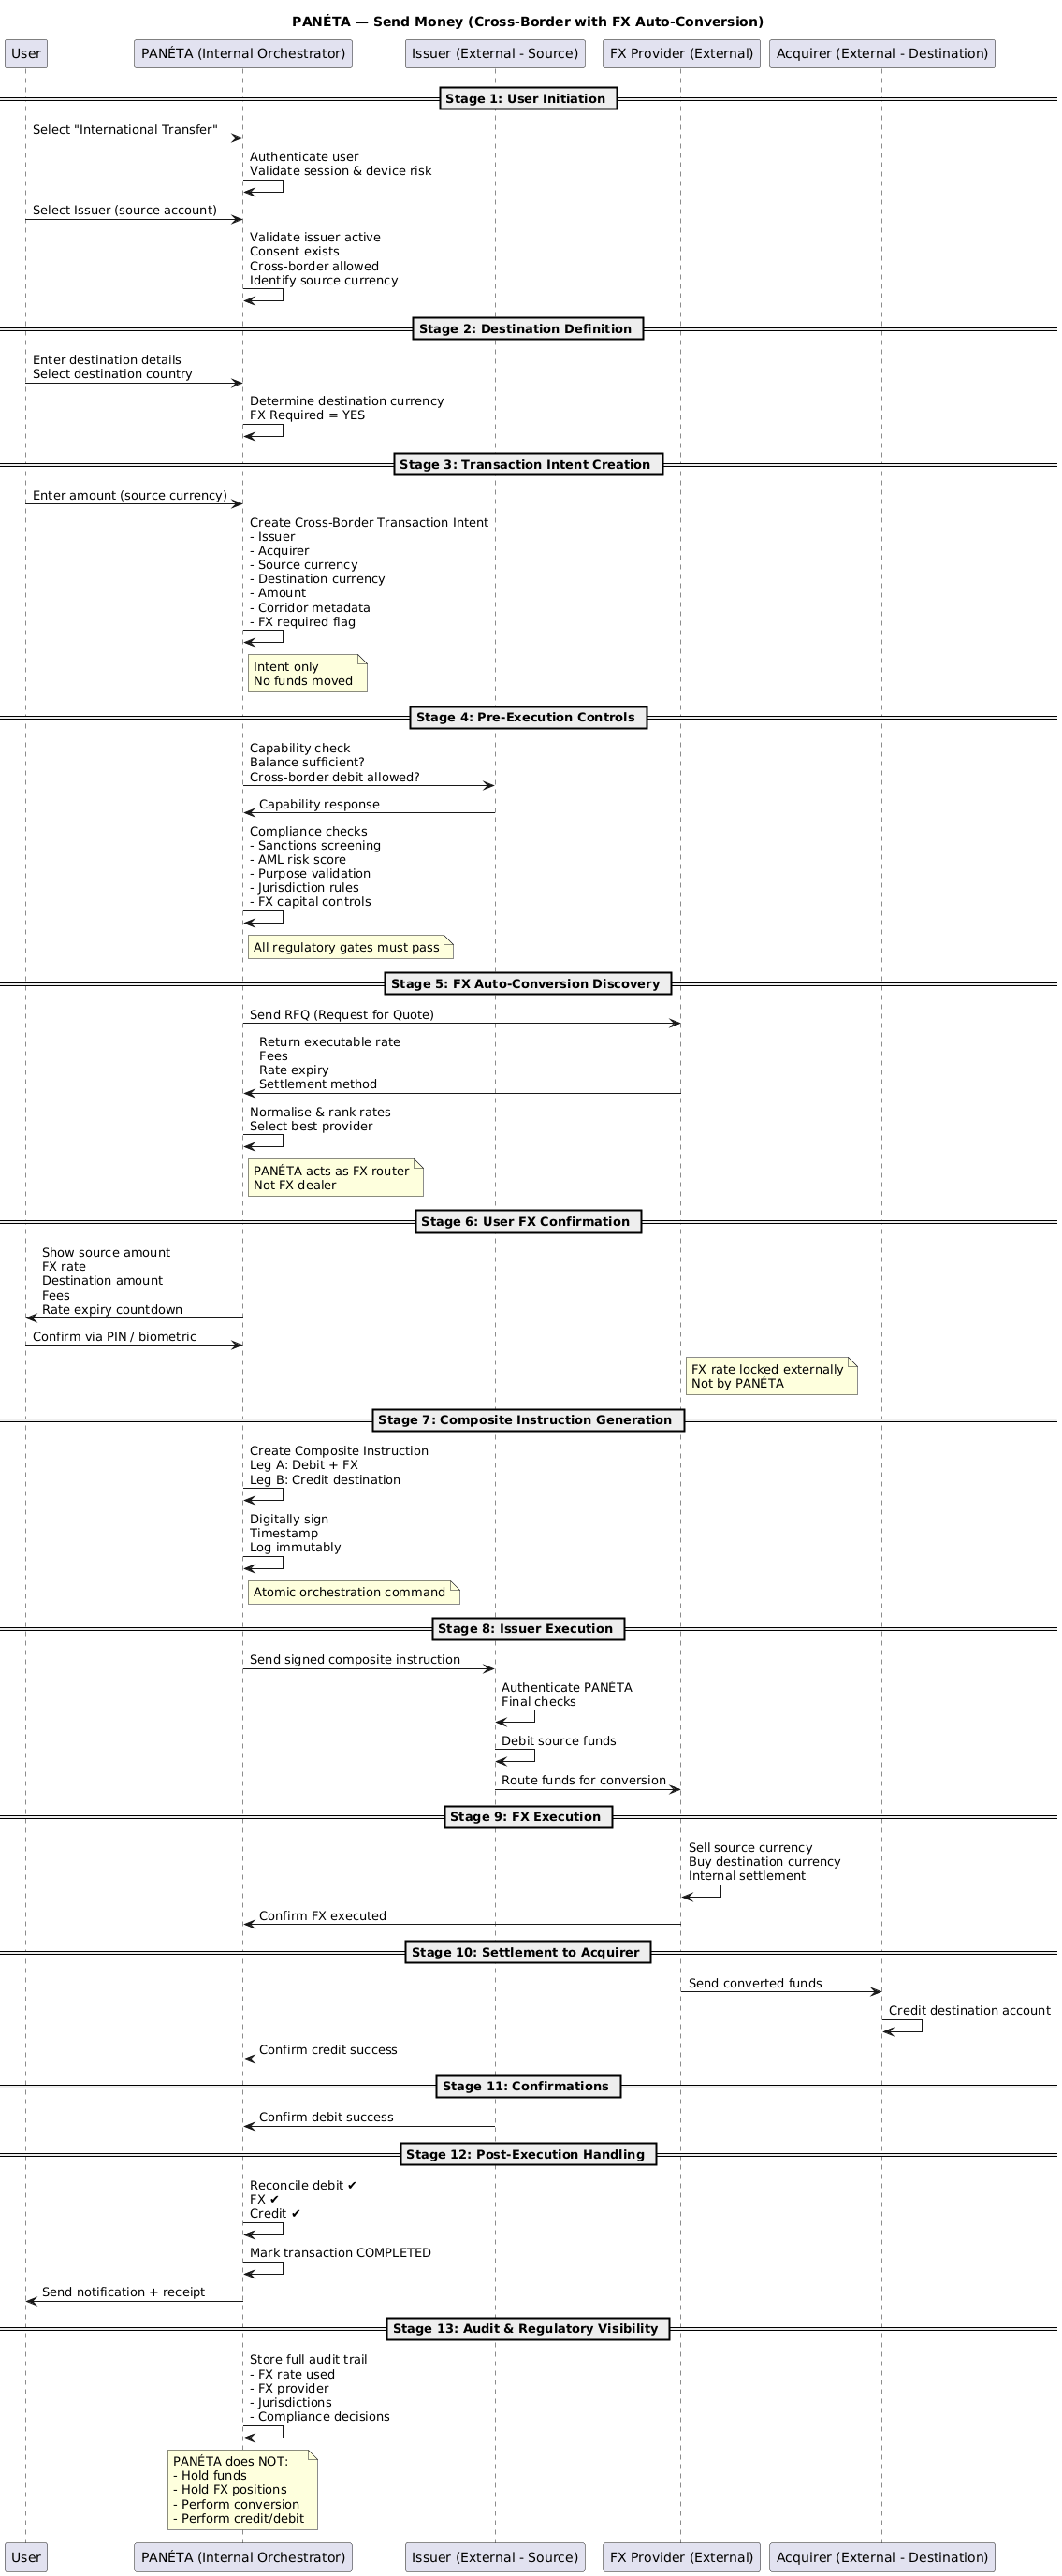 PANÉTA — Send Money (Cross-Border with FX Auto-Conversion)
User
PANÉTA (Internal Orchestrator)
Issuer (External - Source)
FX Provider (External)
Acquirer (External - Destination)
Stage 1: User Initiation
Select "International Transfer"
Authenticate user
Validate session & device risk
Select Issuer (source account)
Validate issuer active
Consent exists
Cross-border allowed
Identify source currency
Stage 2: Destination Definition
Enter destination details
Select destination country
Determine destination currency
FX Required = YES
Stage 3: Transaction Intent Creation
Enter amount (source currency)
Create Cross-Border Transaction Intent
- Issuer
- Acquirer
- Source currency
- Destination currency
- Amount
- Corridor metadata
- FX required flag
Intent only
No funds moved
Stage 4: Pre-Execution Controls
Capability check
Balance sufficient?
Cross-border debit allowed?
Capability response
Compliance checks
- Sanctions screening
- AML risk score
- Purpose validation
- Jurisdiction rules
- FX capital controls
All regulatory gates must pass
Stage 5: FX Auto-Conversion Discovery
Send RFQ (Request for Quote)
Return executable rate
Fees
Rate expiry
Settlement method
Normalise & rank rates
Select best provider
PANÉTA acts as FX router
Not FX dealer
Stage 6: User FX Confirmation
Show source amount
FX rate
Destination amount
Fees
Rate expiry countdown
Confirm via PIN / biometric
FX rate locked externally
Not by PANÉTA
Stage 7: Composite Instruction Generation
Create Composite Instruction
Leg A: Debit + FX
Leg B: Credit destination
Digitally sign
Timestamp
Log immutably
Atomic orchestration command
Stage 8: Issuer Execution
Send signed composite instruction
Authenticate PANÉTA
Final checks
Debit source funds
Route funds for conversion
Stage 9: FX Execution
Sell source currency
Buy destination currency
Internal settlement
Confirm FX executed
Stage 10: Settlement to Acquirer
Send converted funds
Credit destination account
Confirm credit success
Stage 11: Confirmations
Confirm debit success
Stage 12: Post-Execution Handling
Reconcile debit ✔
FX ✔
Credit ✔
Mark transaction COMPLETED
Send notification + receipt
Stage 13: Audit & Regulatory Visibility
Store full audit trail
- FX rate used
- FX provider
- Jurisdictions
- Compliance decisions
PANÉTA does NOT:
- Hold funds
- Hold FX positions
- Perform conversion
- Perform credit/debit
User
PANÉTA (Internal Orchestrator)
Issuer (External - Source)
FX Provider (External)
Acquirer (External - Destination)